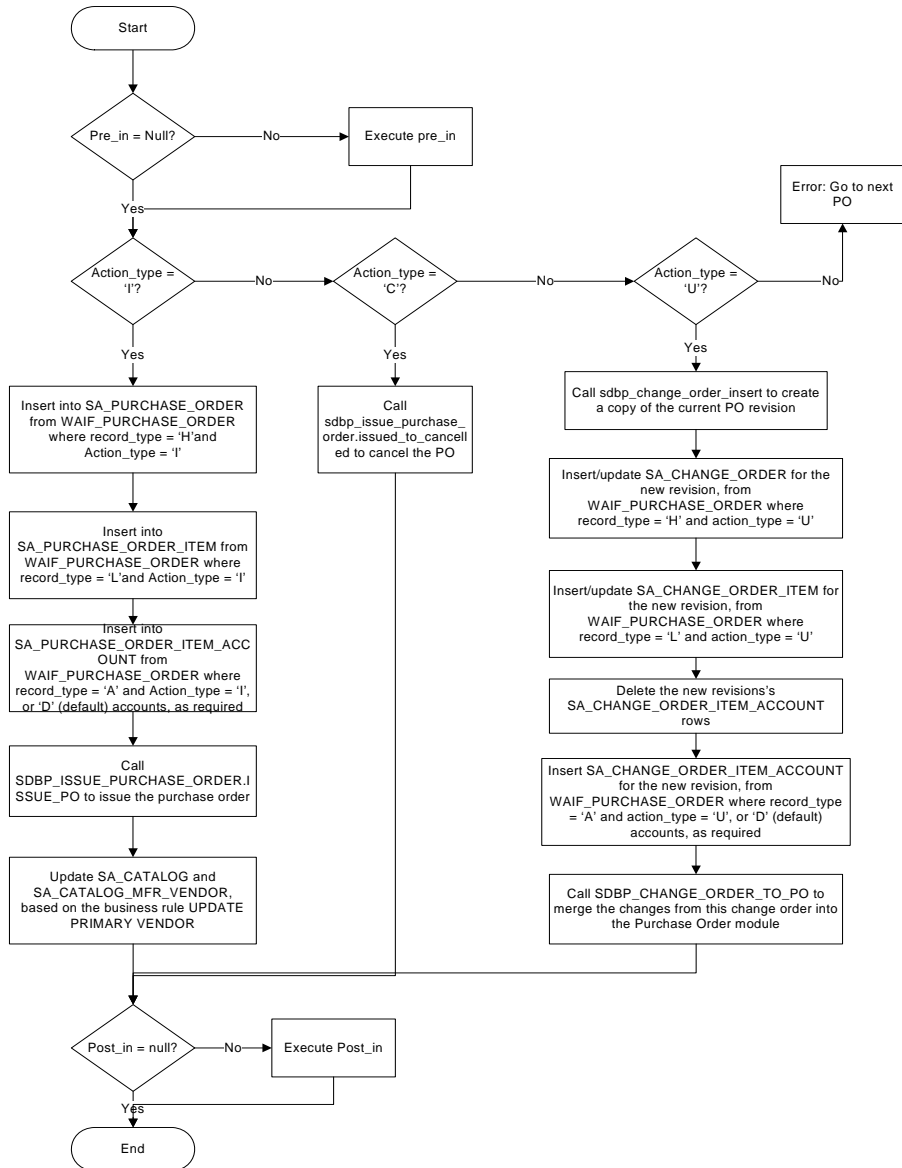 Start
Pre_in = Null?
No
Execute pre_in
Yes
Error: Go to next
PO
Action_type =
‘I’?
No
Action_type =
‘C’?
No
Action_type =
‘U’?
No
Yes
Yes
Yes
Insert into SA_PURCHASE_ORDER
from WAIF_PURCHASE_ORDER
where record_type = ‘H’and
Action_type = ‘I’
Insert into
SA_PURCHASE_ORDER_ITEM from
WAIF_PURCHASE_ORDER where
record_type = ‘L’and Action_type = ‘I’
Insert into
SA_PURCHASE_ORDER_ITEM_ACC
OUNT from
WAIF_PURCHASE_ORDER where
record_type = ‘A’ and Action_type = ‘I’,
or ‘D’ (default) accounts, as required
Call
SDBP_ISSUE_PURCHASE_ORDER.I
SSUE_PO to issue the purchase order
Update SA_CATALOG and
SA_CATALOG_MFR_VENDOR,
based on the business rule UPDATE
PRIMARY VENDOR
Call
sdbp_issue_purchase_
order.issued_to_cancell
ed to cancel the PO
Call sdbp_change_order_insert to create
a copy of the current PO revision
Insert/update SA_CHANGE_ORDER for the
new revision, from
WAIF_PURCHASE_ORDER where
record_type = ‘H’ and action_type = ‘U’
Insert/update SA_CHANGE_ORDER_ITEM for
the new revision, from
WAIF_PURCHASE_ORDER where
record_type = ‘L’ and action_type = ‘U’
Delete the new revisions’s
SA_CHANGE_ORDER_ITEM_ACCOUNT
rows
Insert SA_CHANGE_ORDER_ITEM_ACCOUNT
for the new revision, from
WAIF_PURCHASE_ORDER where record_type
= ‘A’ and action_type = ‘U’, or ‘D’ (default)
accounts, as required
Call SDBP_CHANGE_ORDER_TO_PO to
merge the changes from this change order into
the Purchase Order module
Post_in = null?
No
Execute Post_in
Yes
End